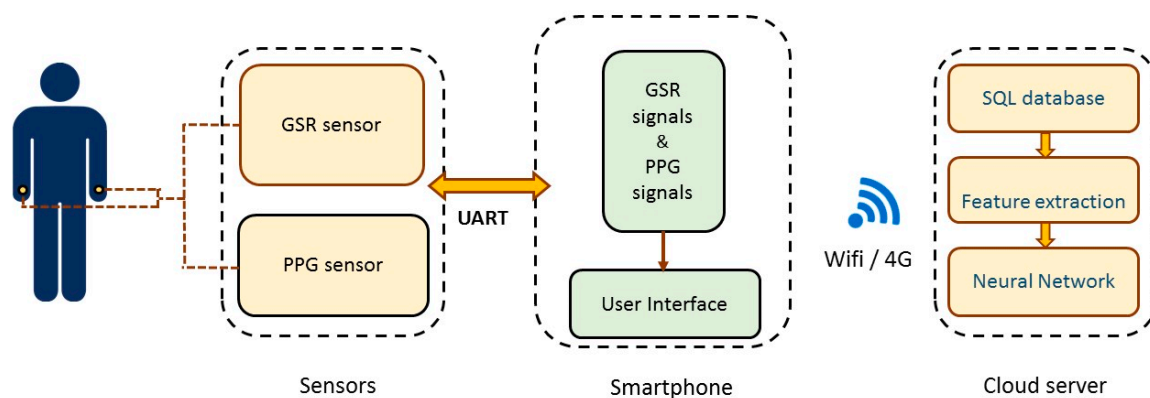 GSR sensor
PPG sensor
Sensors
UART
GSR
signals
&
PPG
signals
User Interface
Smartphone
Wifi / 4G
SQL database
Feature extraction
Neural Network
Cloud server